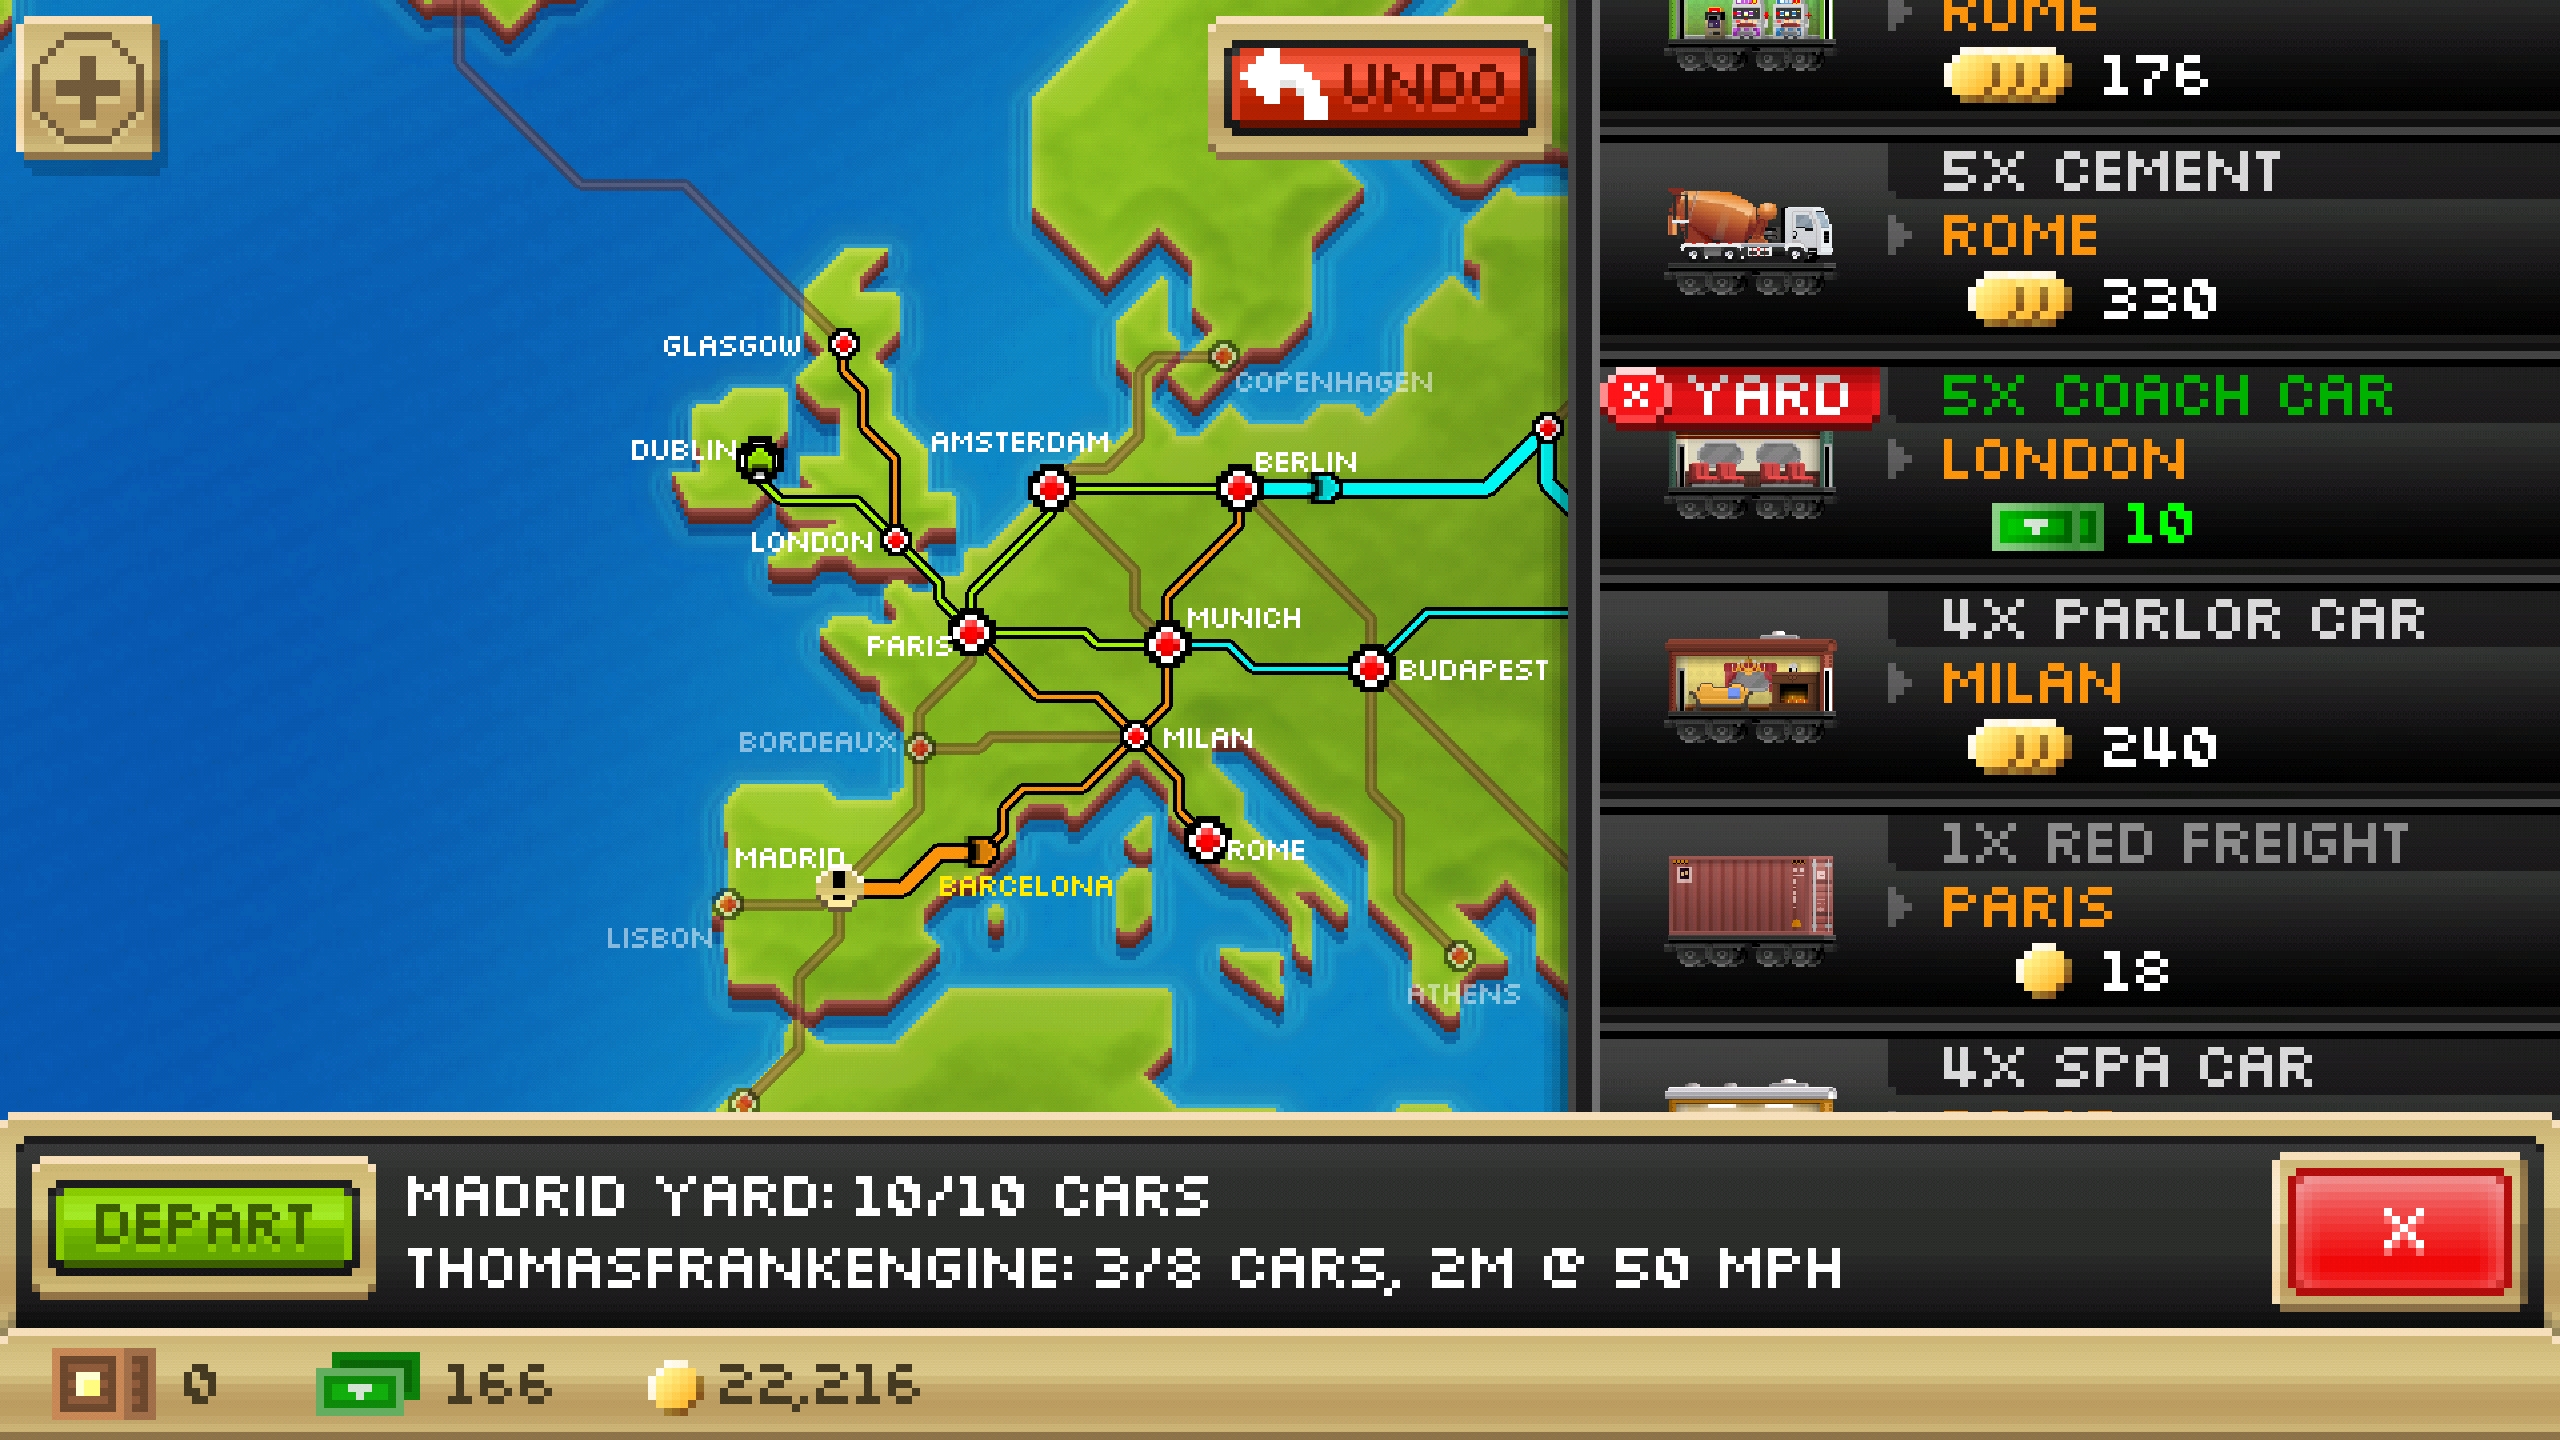 UNDO
GLASGOW
COPENHAGEN
DUBLIN
AMSTERDAM
BERLIN
LONDON
MUNICH
PARIS
BUDAPEST
BORDEAUX
MILAN
MADRID
ROME
BARCELONA
LISBON
ATHENS
ROME
176
5X CEMENT
ROME
330
YARD
5X COACH CAR
LONDON
10
4X PARLOR CAR
MILAN
240
1X RED FREIGHT
PARIS
18
4X SPA CAR
DEPART
MADRID YARD: 10/10 CARS
THOMASFRANKENGINE: 3/8 CARS, 2M @ 50 MPH
X
0
166
22,216